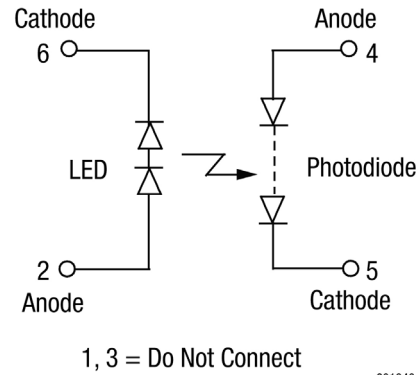 Cathode
Anode
6
4
LED
Photodiode
2
5
Anode
Cathode
1, 3 = Do Not Connect